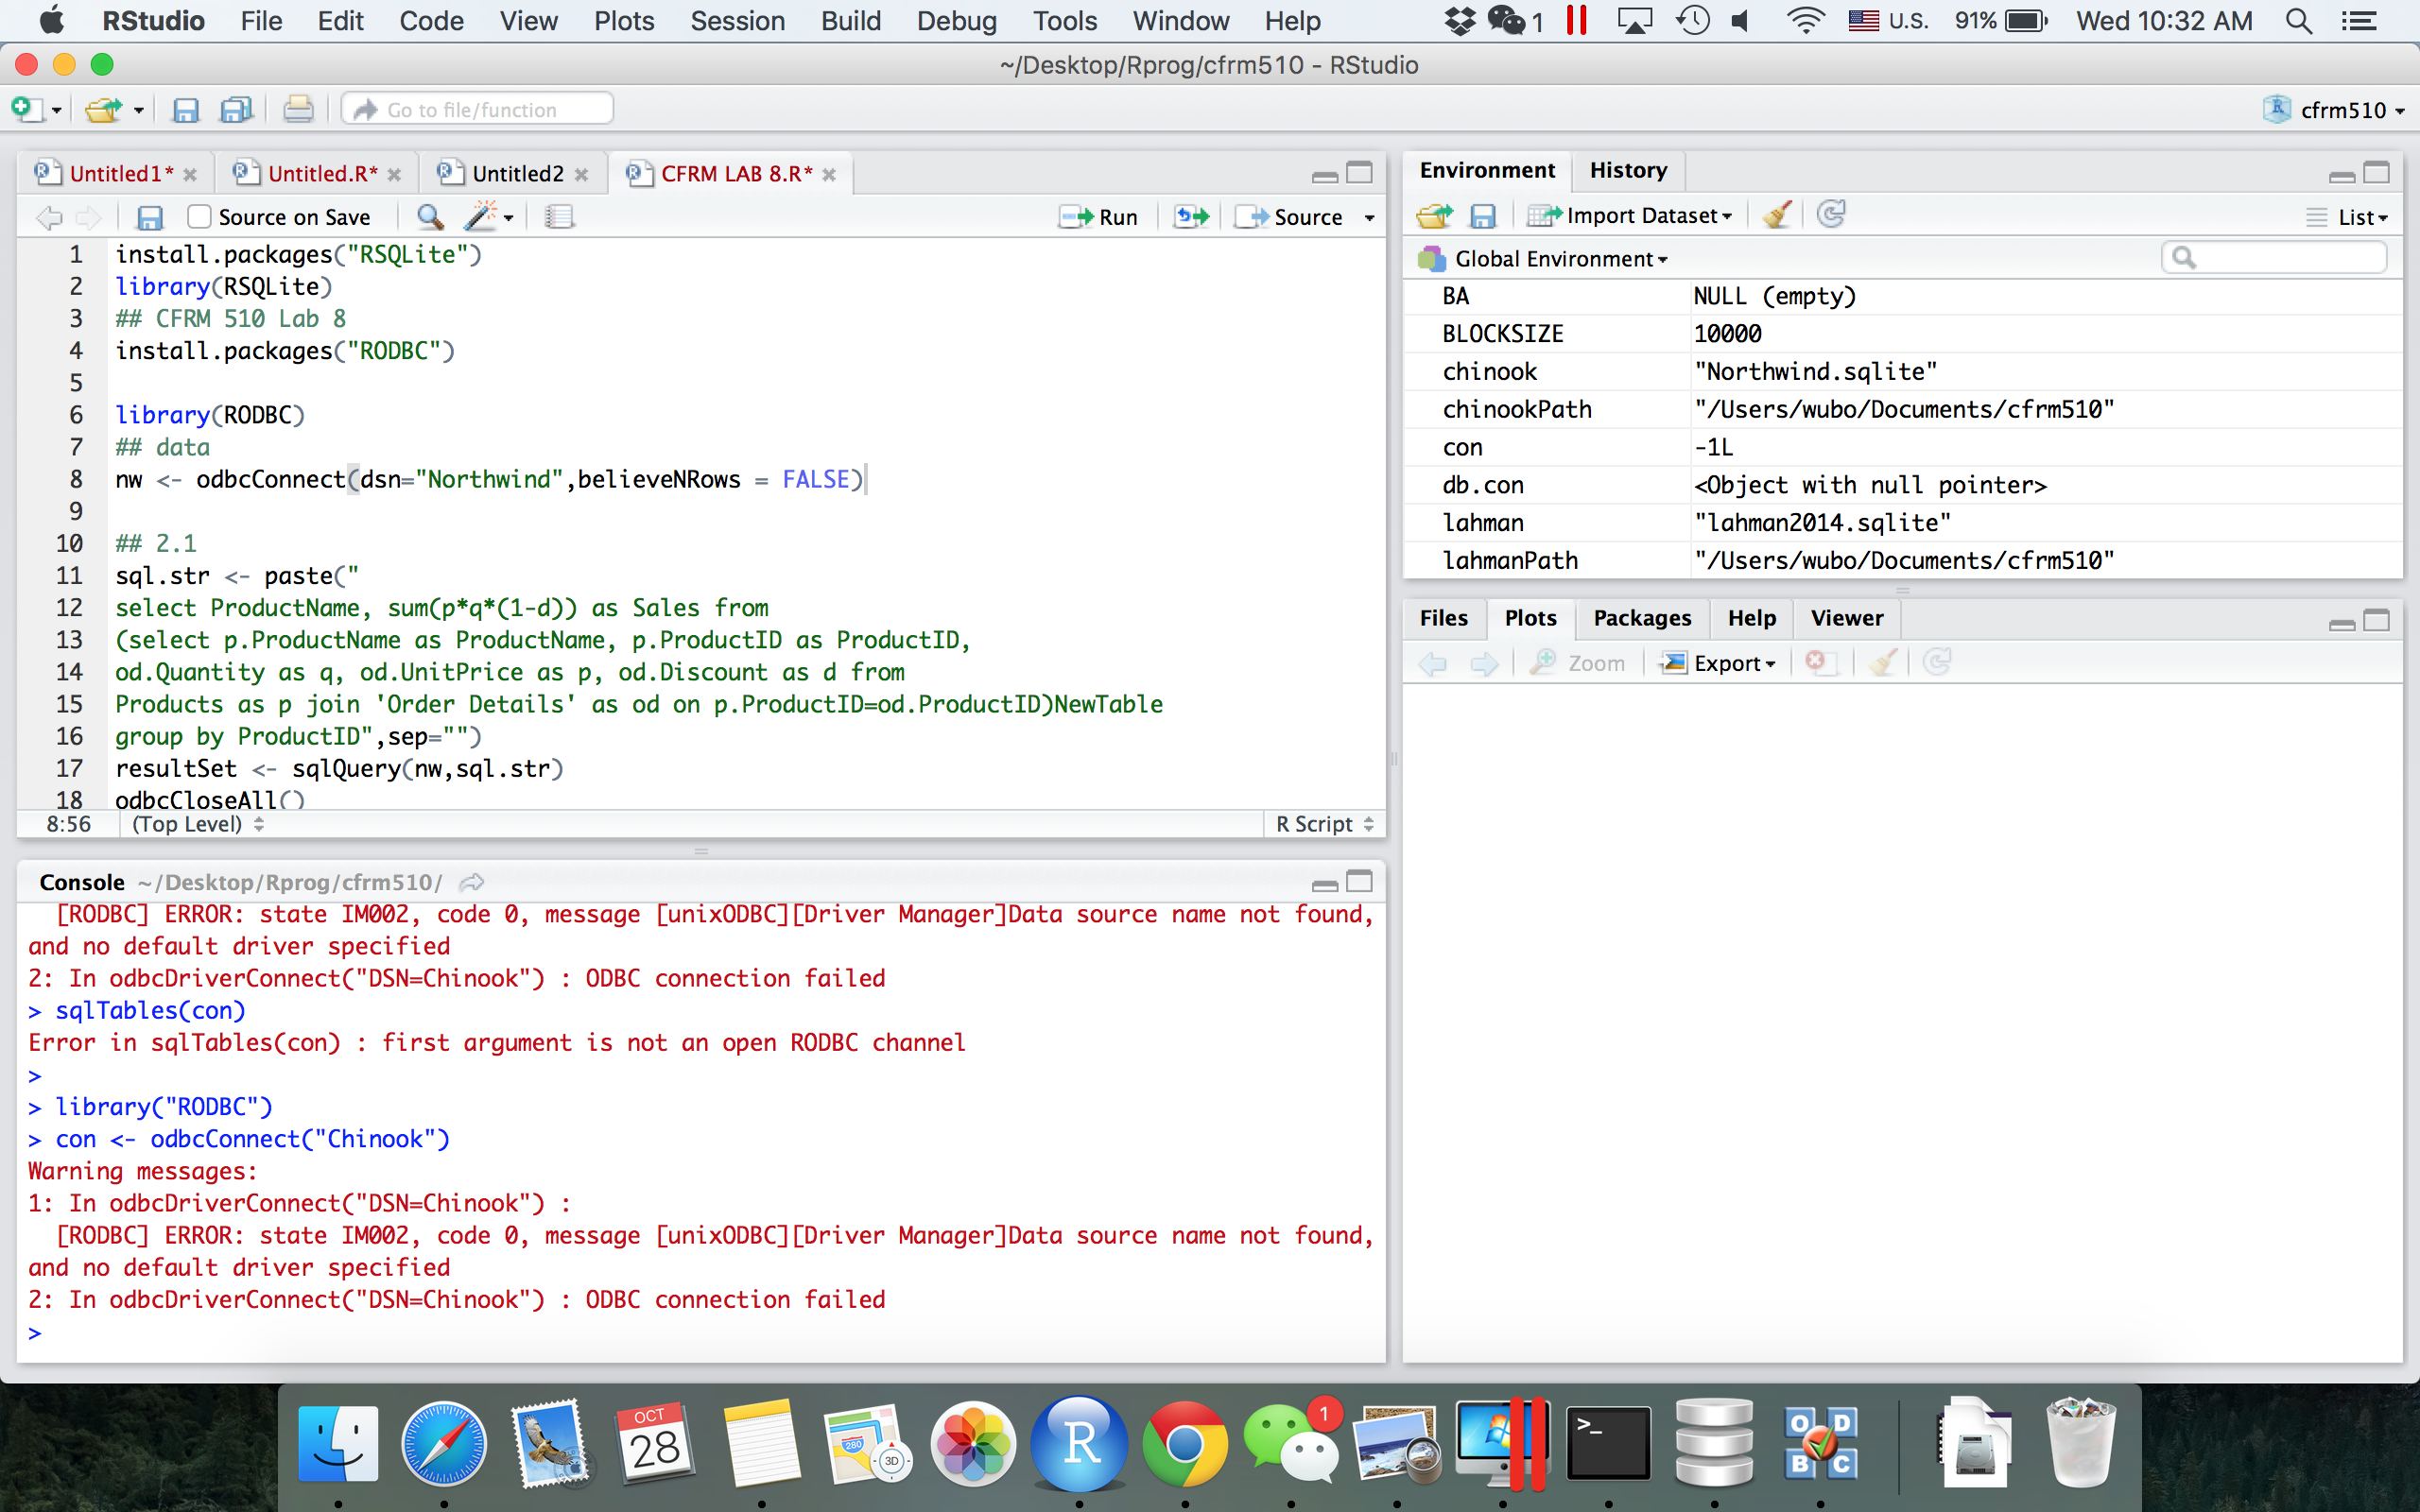 RStudio File Edit Code View Plots Session Build Debug Tools Window Help 1 U.S. 91% Wed 10:32 AM
~/Desktop/Rprog/cfrm510 - RStudio
Go to file/function
cfrm510
Untitled1* Untitled.R* Untitled2 CFRM LAB 8.R*
Source on Save Run Source
1 install.packages("RSQLite")
2 library(RSQLite)
3 ## CFRM 510 Lab 8
4 install.packages("RODBC")
5
6 library(RODBC)
7 ## data
8 nw <- odbcConnect(dsn="Northwind",believeNRows = FALSE)
9
10 ## 2.1
11 sql.str <- paste("
12 select ProductName, sum(p*q*(1-d)) as Sales from
13 (select p.ProductName as ProductName, p.ProductID as ProductID,
14 od.Quantity as q, od.UnitPrice as p, od.Discount as d from
15 Products as p join 'Order Details' as od on p.ProductID=od.ProductID)NewTable
16 group by ProductID",sep="")
17 resultSet <- sqlQuery(nw,sql.str)
18 odbcCloseAll()
8:56 (Top Level) R Script
Console ~/Desktop/Rprog/cfrm510/
[RODBC] ERROR: state IM002, code 0, message [unixODBC][Driver Manager]Data source name not found,
and no default driver specified
2: In odbcDriverConnect("DSN=Chinook") : ODBC connection failed
> sqlTables(con)
Error in sqlTables(con) : first argument is not an open RODBC channel
>
> library("RODBC")
> con <- odbcConnect("Chinook")
Warning messages:
1: In odbcDriverConnect("DSN=Chinook") :
[RODBC] ERROR: state IM002, code 0, message [unixODBC][Driver Manager]Data source name not found,
and no default driver specified
2: In odbcDriverConnect("DSN=Chinook") : ODBC connection failed
>
Environment History
Import Dataset List
Global Environment
BA NULL (empty)
BLOCKSIZE 10000
chinook "Northwind.sqlite"
chinookPath "/Users/wubo/Documents/cfrm510"
con -1L
db.con <Object with null pointer>
lahman "lahman2014.sqlite"
lahmanPath "/Users/wubo/Documents/cfrm510"
Files Plots Packages Help Viewer
Zoom Export
OCT
28
280
3D
R
1
>_
O D
B C